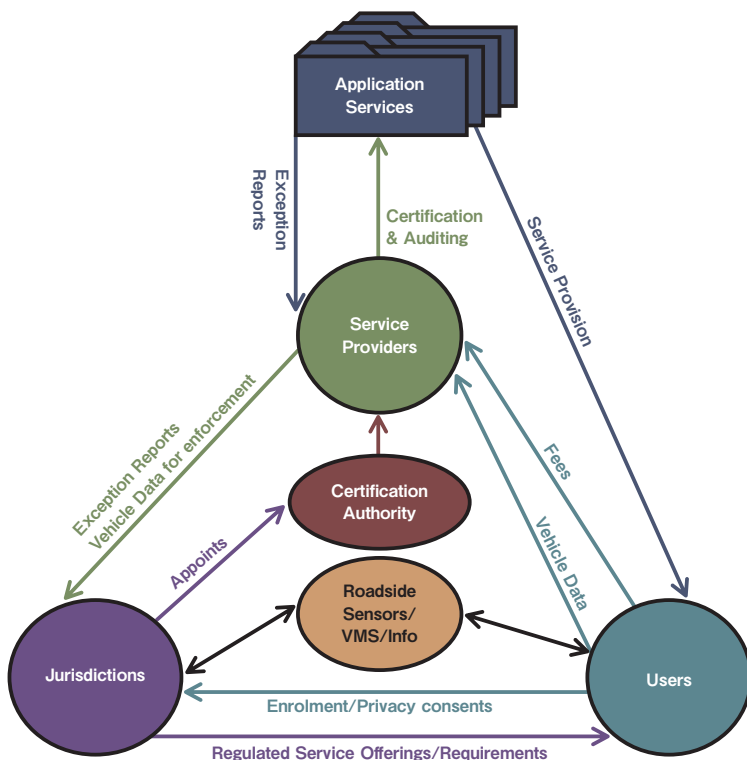 Application
Services
Exception
Reports
Certification
& Auditing
Service Provision
Service
Providers
Exception Reports
Vehicle Data for enforcement
Fees
Vehicle Data
Certification
Authority
Appoints
Roadside
Sensors/
VMS/Info
Jurisdictions
Users
Enrolment/Privacy consents
Regulated Service Offerings/Requirements